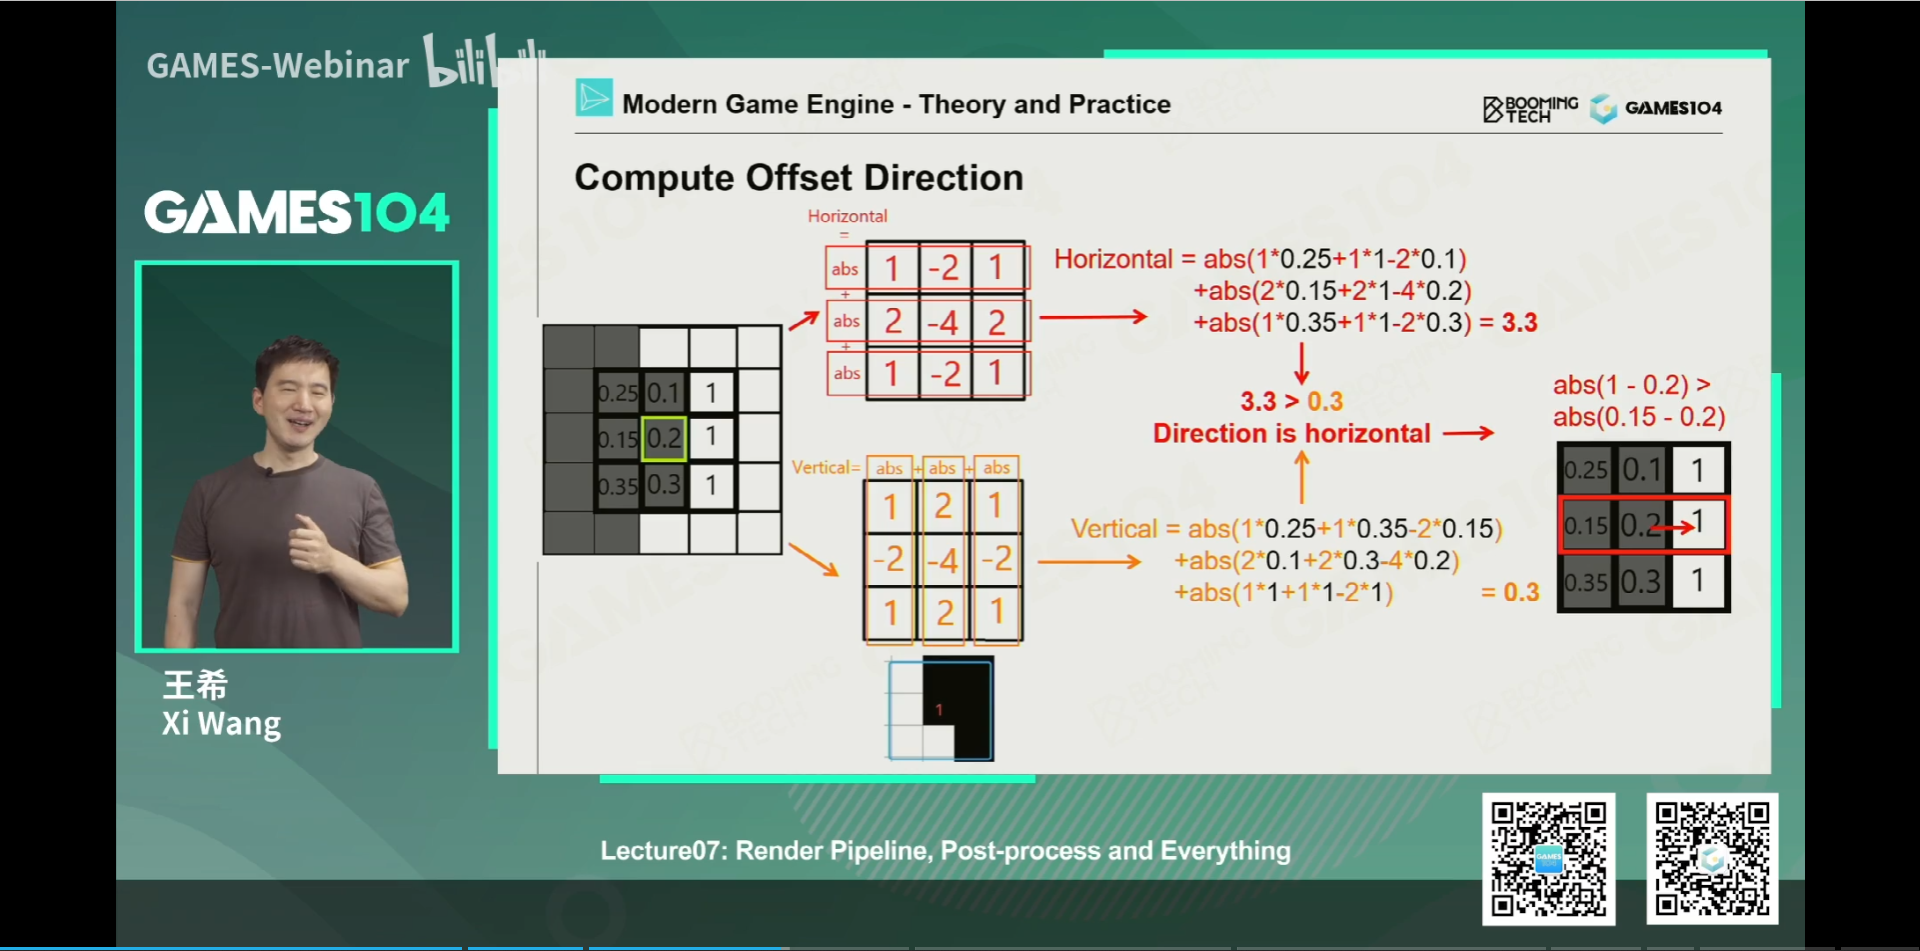 GAMES-Webinar bilibili
Modern Game Engine - Theory and Practice
BOOMING TECH
GAMES104
GAMES104
Compute Offset Direction
Horizontal
=
abs 1 -2 1
+
abs 2 -4 2
+
abs 1 -2 1
Horizontal = abs(1*0.25+1*1-2*0.1)
+abs(2*0.15+2*1-4*0.2)
+abs(1*0.35+1*1-2*0.3) = 3.3
0.25 0.1 1
0.15 0.2 1
0.35 0.3 1
3.3 > 0.3
Direction is horizontal
abs(1 - 0.2) >
abs(0.15 - 0.2)
0.25 0.1 1
0.15 0.2 1
0.35 0.3 1
Vertical= abs + abs + abs
1 2 1
-2 -4 -2
1 2 1
Vertical = abs(1*0.25+1*0.35-2*0.15)
+abs(2*0.1+2*0.3-4*0.2)
+abs(1*1+1*1-2*1) = 0.3
1
王希
Xi Wang
Lecture07: Render Pipeline, Post-process and Everything